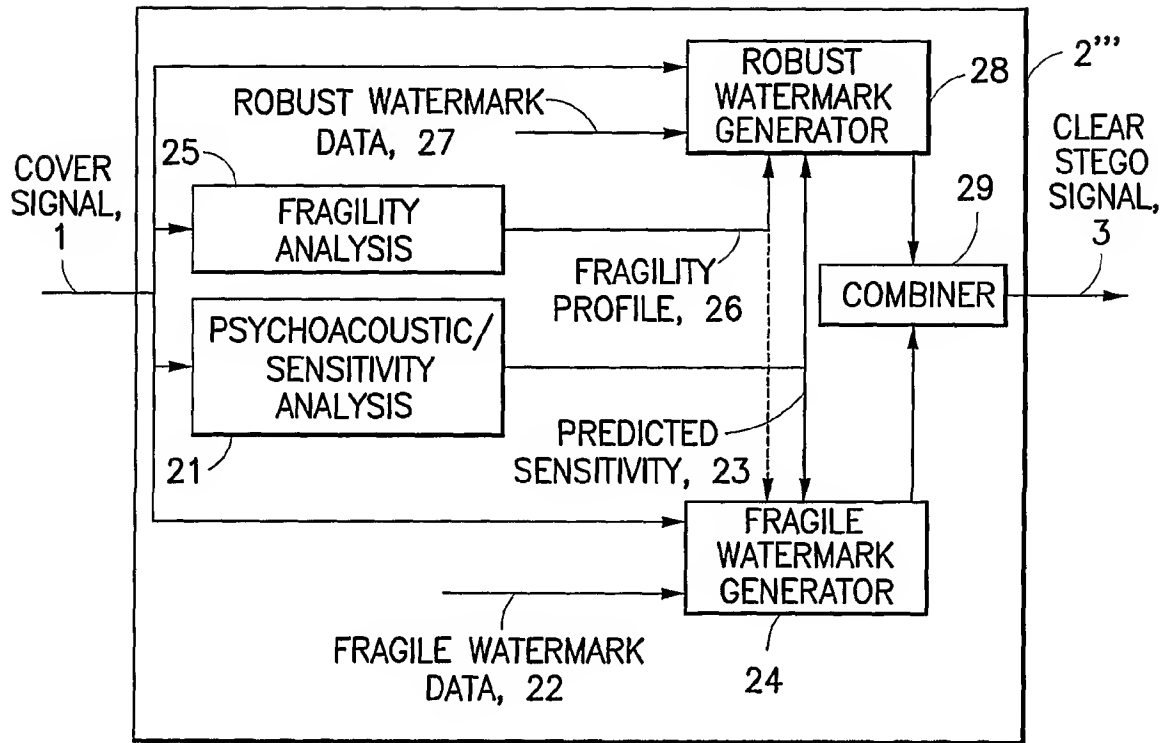 ROBUST
WATERMARK
GENERATOR
28
2'''
ROBUST WATERMARK
DATA, 27
CLEAR
STEGO
SIGNAL,
3
COVER
SIGNAL,
1
25
FRAGILITY
ANALYSIS
29
FRAGILITY
PROFILE, 26
COMBINER
PSYCHOACOUSTIC/
SENSITIVITY
ANALYSIS
21
PREDICTED
SENSITIVITY, 23
FRAGILE
WATERMARK
GENERATOR
24
FRAGILE WATERMARK
DATA, 22